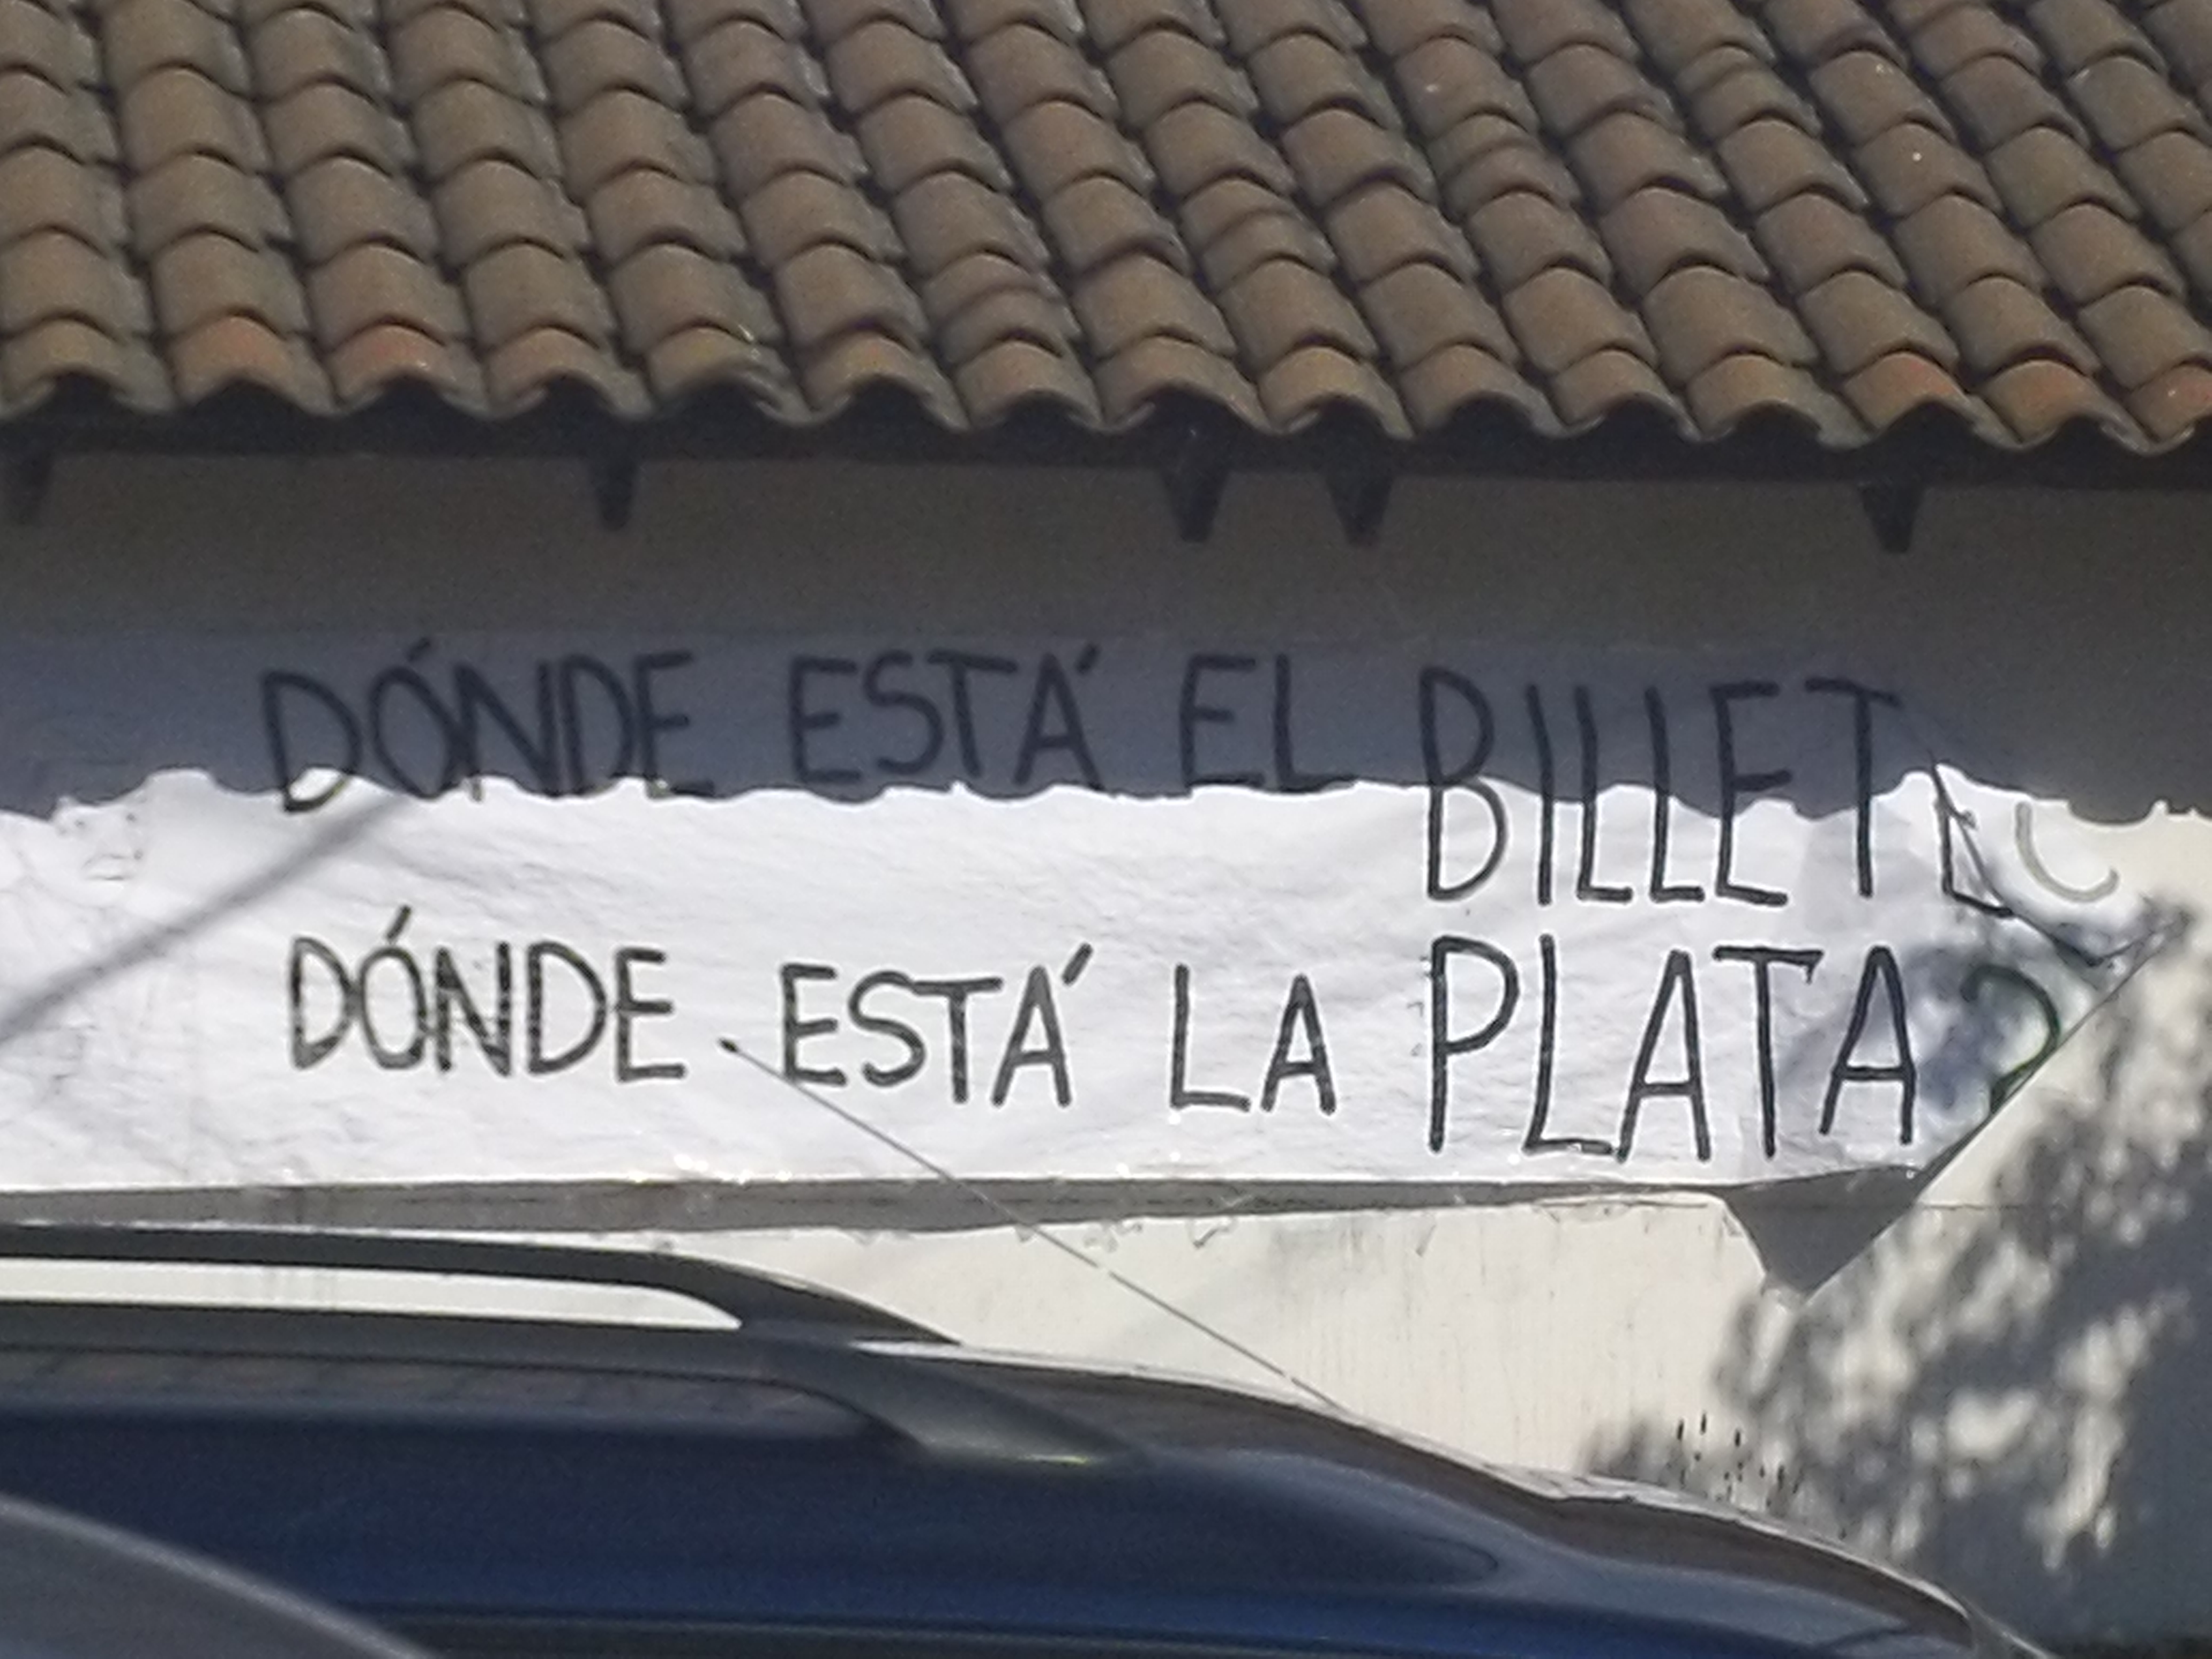 DÓNDE ESTÁ EL BILLETE
DÓNDE ESTÁ LA PLATA?